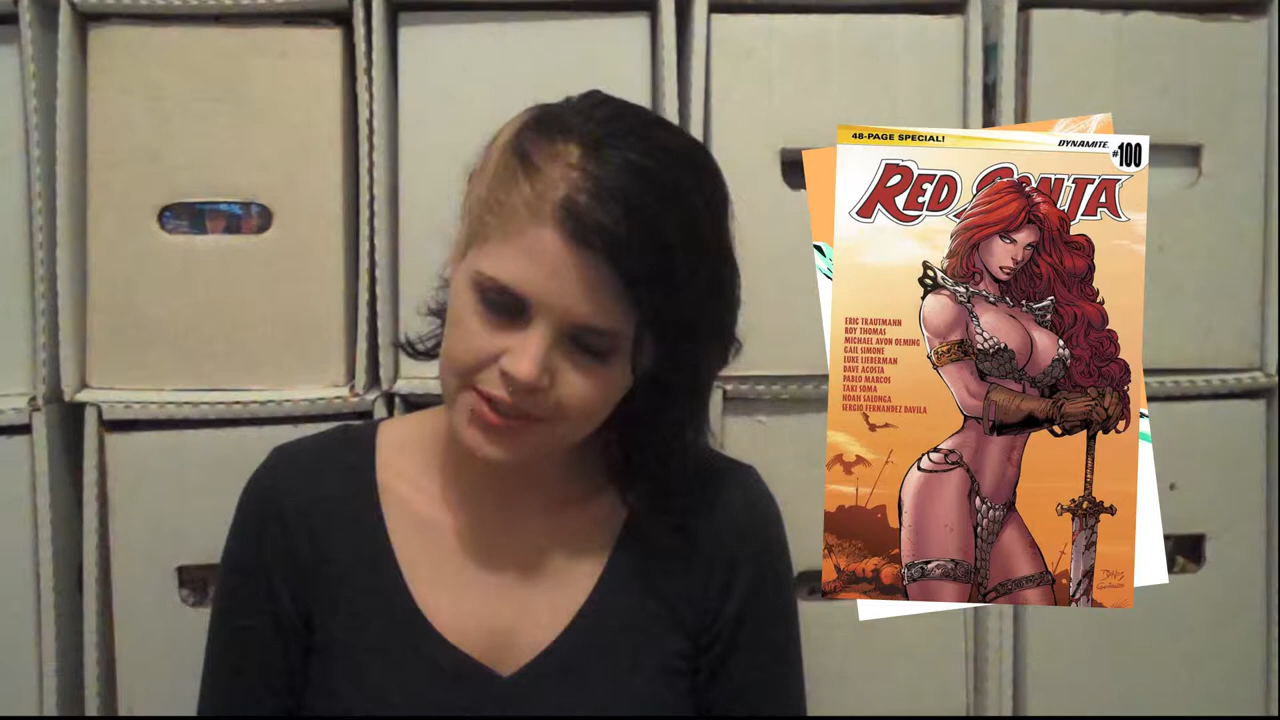 48-PAGE SPECIAL!
DYNAMITE.
#100
RED SONJA
ERIC TRAUTMANN
ROY THOMAS
MICHAEL AVON OEMING
GAIL SIMONE
LUKE LIEBERMAN
DAVE ACOSTA
PABLO MARCOS
TAKI SOMA
NOAH SALONGA
SERGIO FERNANDEZ DAVILA